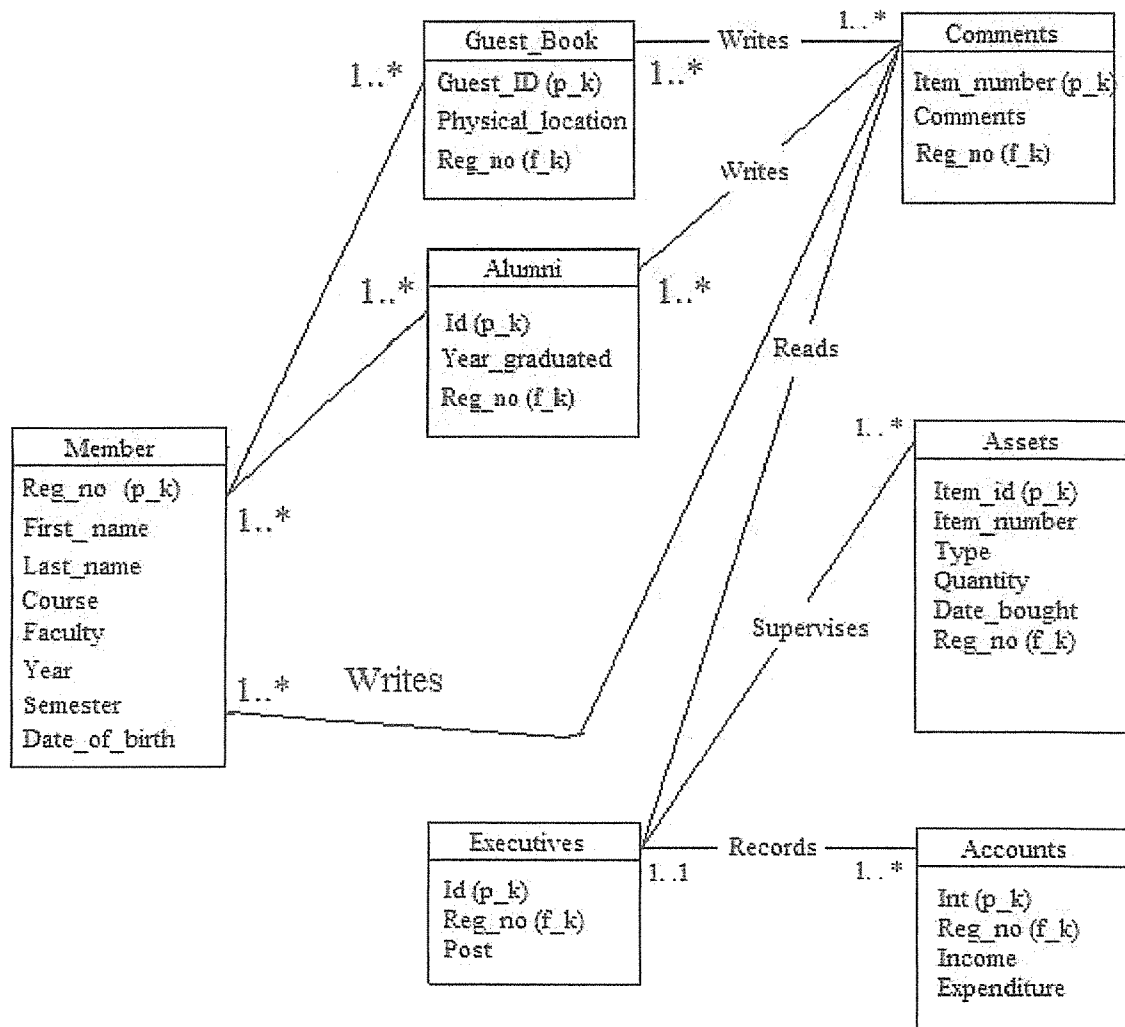 Guest_Book
Guest_ID (p_k)
Physical_location
Reg_no (f_k)
1..*
1..*
Writes
1..*
Comments
Item_number (p_k)
Comments
Reg_no (f_k)
Writes
Alumni
Id (p_k)
Year_graduated
Reg_no (f_k)
1..*
1..*
Reads
Member
Reg_no (p_k)
First_name
Last_name
Course
Faculty
Year
Semester
Date_of_birth
1..*
1..*
Writes
1..*
Assets
Item_id (p_k)
Item_number
Type
Quantity
Date_bought
Reg_no (f_k)
Supervises
Executives
Id (p_k)
Reg_no (f_k)
Post
1..1
Records
1..*
Accounts
Int (p_k)
Reg_no (f_k)
Income
Expenditure